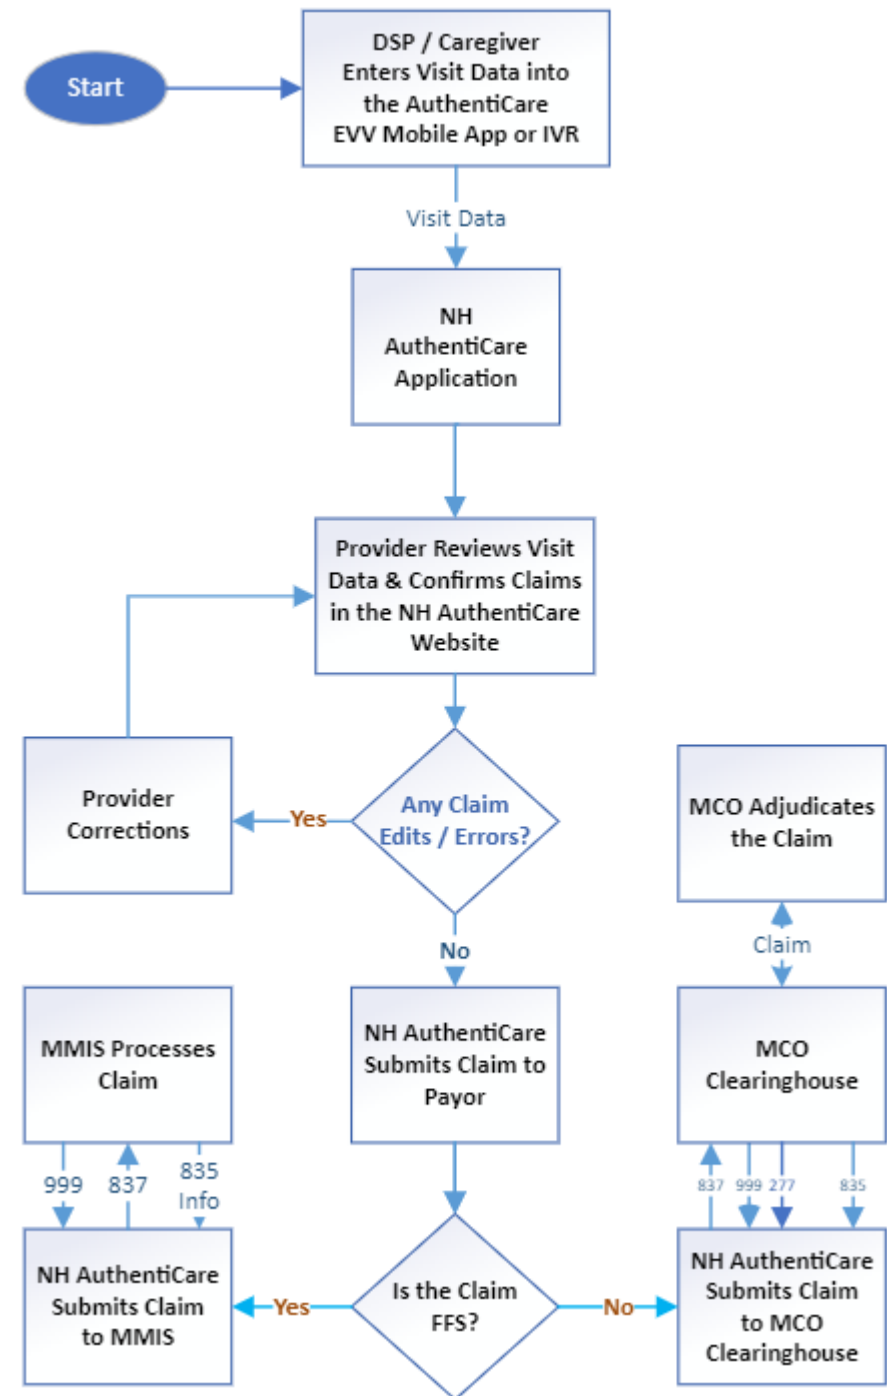 Start
DSP / Caregiver
Enters Visit Data into
the AuthentiCare
EVV Mobile App or IVR
Visit Data
NH
AuthentiCare
Application
Provider Reviews Visit
Data & Confirms Claims
in the NH AuthentiCare
Website
Provider
Corrections
Yes
Any Claim
Edits / Errors?
MCO Adjudicates
the Claim
No
Claim
MMIS Processes
Claim
NH AuthentiCare
Submits Claim to
Payor
MCO
Clearinghouse
999
837
835
Info
837
999
277
835
NH AuthentiCare
Submits Claim
to MMIS
Yes
Is the Claim
FFS?
No
NH AuthentiCare
Submits Claim
to MCO
Clearinghouse